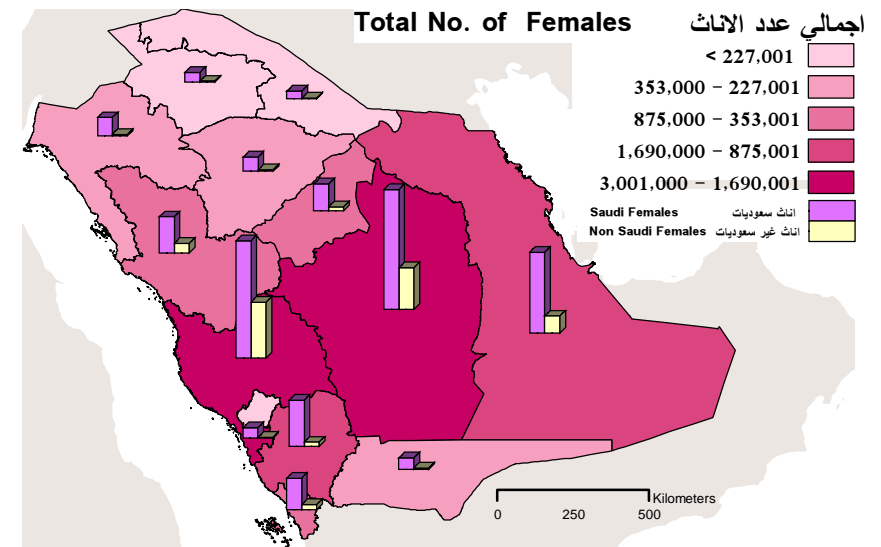 Total No. of Females اجمالي عدد الاناث
< 227,001
353,000 - 227,001
875,000 - 353,001
1,690,000 - 875,001
3,001,000 - 1,690,001
Saudi Females اناث سعوديات
Non Saudi Females اناث غير سعوديات
Kilometers
0 250 500